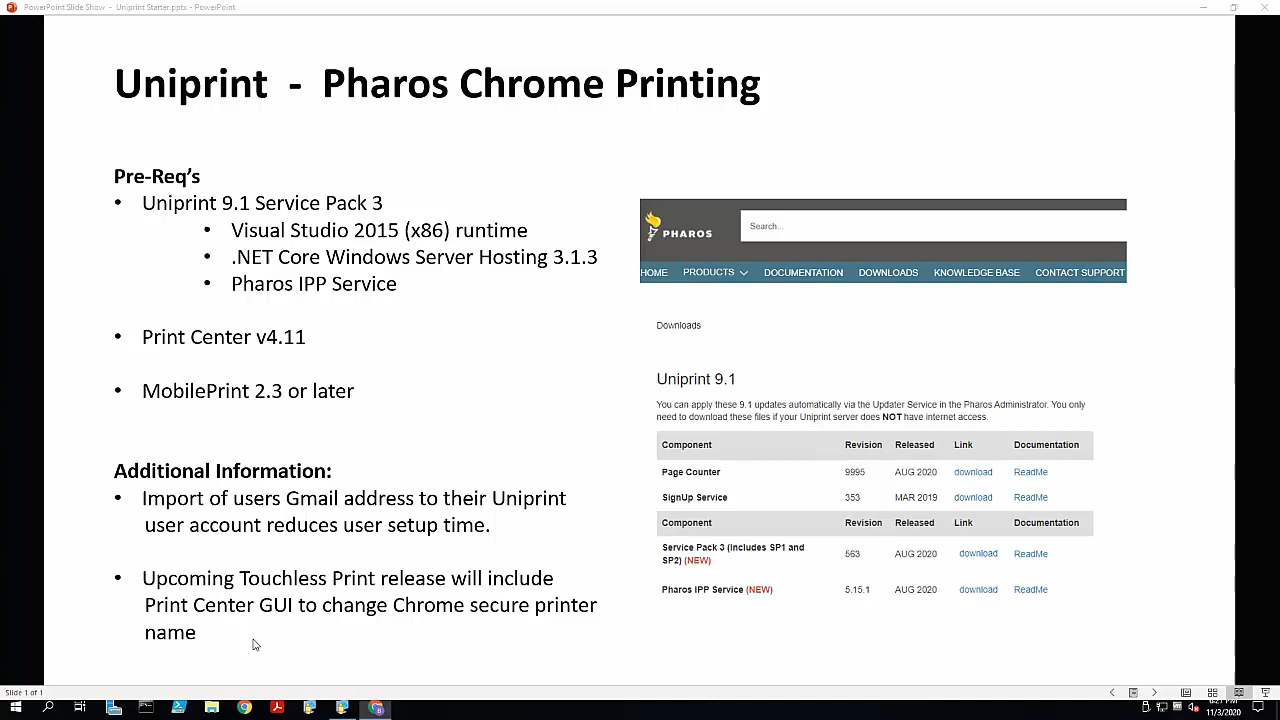 PowerPoint Slide Show - Uniprint Starter.pptx - PowerPoint
Uniprint - Pharos Chrome Printing
Pre-Req's
• Uniprint 9.1 Service Pack 3
• Visual Studio 2015 (x86) runtime
• .NET Core Windows Server Hosting 3.1.3
• Pharos IPP Service
• Print Center v4.11
• MobilePrint 2.3 or later
Additional Information:
• Import of users Gmail address to their Uniprint
user account reduces user setup time.
• Upcoming Touchless Print release will include
Print Center GUI to change Chrome secure printer
name
PHAROS
Search...
HOME PRODUCTS DOCUMENTATION DOWNLOADS KNOWLEDGE BASE CONTACT SUPPORT
Downloads
Uniprint 9.1
You can apply these 9.1 updates automatically via the Updater Service in the Pharos Administrator. You only
need to download these files if your Uniprint server does NOT have internet access.
Component Revision Released Link Documentation
Page Counter 9995 AUG 2020 download ReadMe
SignUp Service 353 MAR 2019 download ReadMe
Component Revision Released Link Documentation
Service Pack 3 (Includes SP1 and
SP2) (NEW) 563 AUG 2020 download ReadMe
Pharos IPP Service (NEW) 5.15.1 AUG 2020 download ReadMe
Slide 1 of 1
11/3/2020